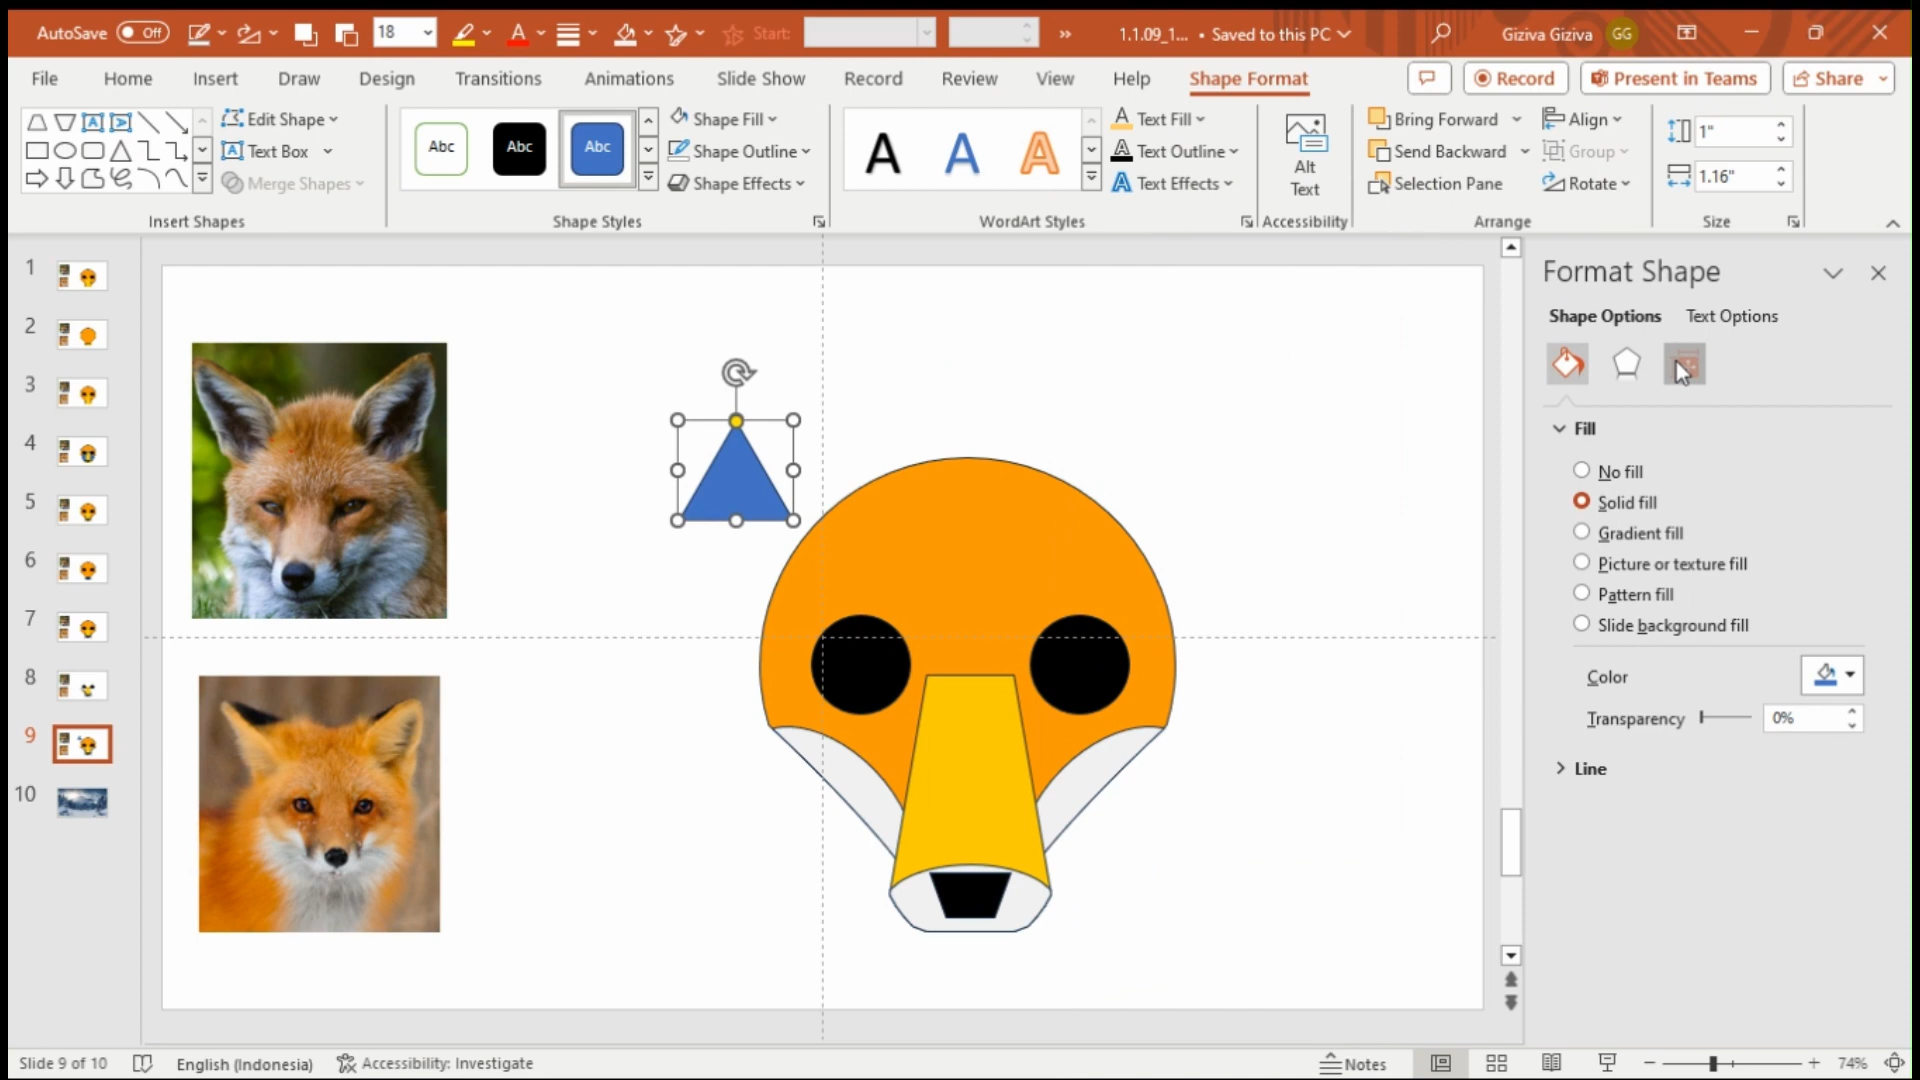 AutoSave Off 18 Start: 1.1.09_1... • Saved to this PC Giziva Giziva GG
File Home Insert Draw Design Transitions Animations Slide Show Record Review View Help Shape Format Record Present in Teams Share
Edit Shape
Text Box
Merge Shapes
Insert Shapes
Abc Abc Abc
Shape Fill
Shape Outline
Shape Effects
Shape Styles
A A A
Text Fill
Text Outline
Text Effects
WordArt Styles
Alt
Text
Accessibility
Bring Forward
Send Backward
Selection Pane
Align
Group
Rotate
Arrange
1"
1.16"
Size
1
2
3
4
5
6
7
8
9
10
Format Shape
Shape Options Text Options
Fill
No fill
Solid fill
Gradient fill
Picture or texture fill
Pattern fill
Slide background fill
Color
Transparency 0%
Line
Slide 9 of 10 English (Indonesia) Accessibility: Investigate Notes 74%